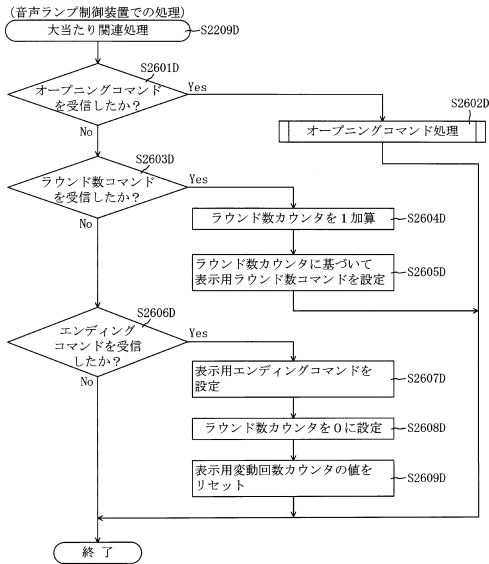 (音声ランプ制御装置での処理)
大当たり関連処理
S2209D
S2601D
オープニングコマンド
を受信したか?
Yes
No
S2602D
オープニングコマンド処理
S2603D
ラウンド数コマンド
を受信したか?
Yes
No
ラウンド数カウンタを1加算
S2604D
ラウンド数カウンタに基づいて
表示用ラウンド数コマンドを設定
S2605D
S2606D
エンディング
コマンドを受信
したか?
Yes
No
表示用エンディングコマンドを
設定
S2607D
ラウンド数カウンタを0に設定
S2608D
表示用変動回数カウンタの値を
リセット
S2609D
終了